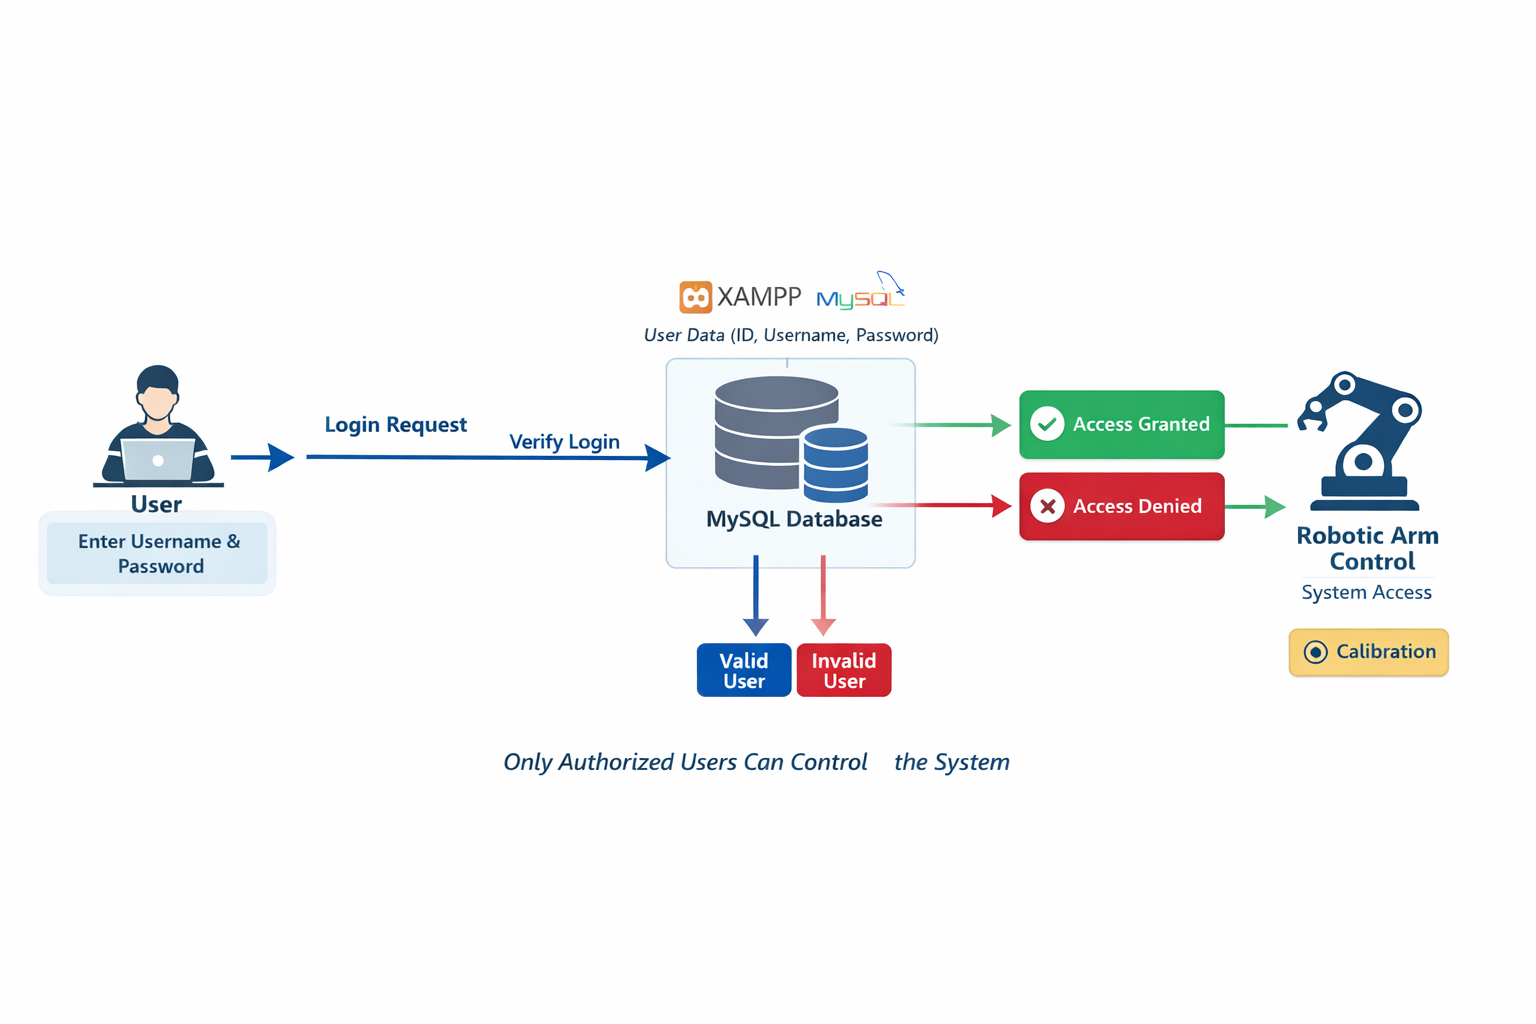 XAMPP MySQL
User Data (ID, Username, Password)
Login Request
Verify Login
User
Enter Username &
Password
MySQL Database
Access Granted
Access Denied
Robotic Arm
Control
System Access
Calibration
Valid
User
Invalid
User
Only Authorized Users Can Control the System